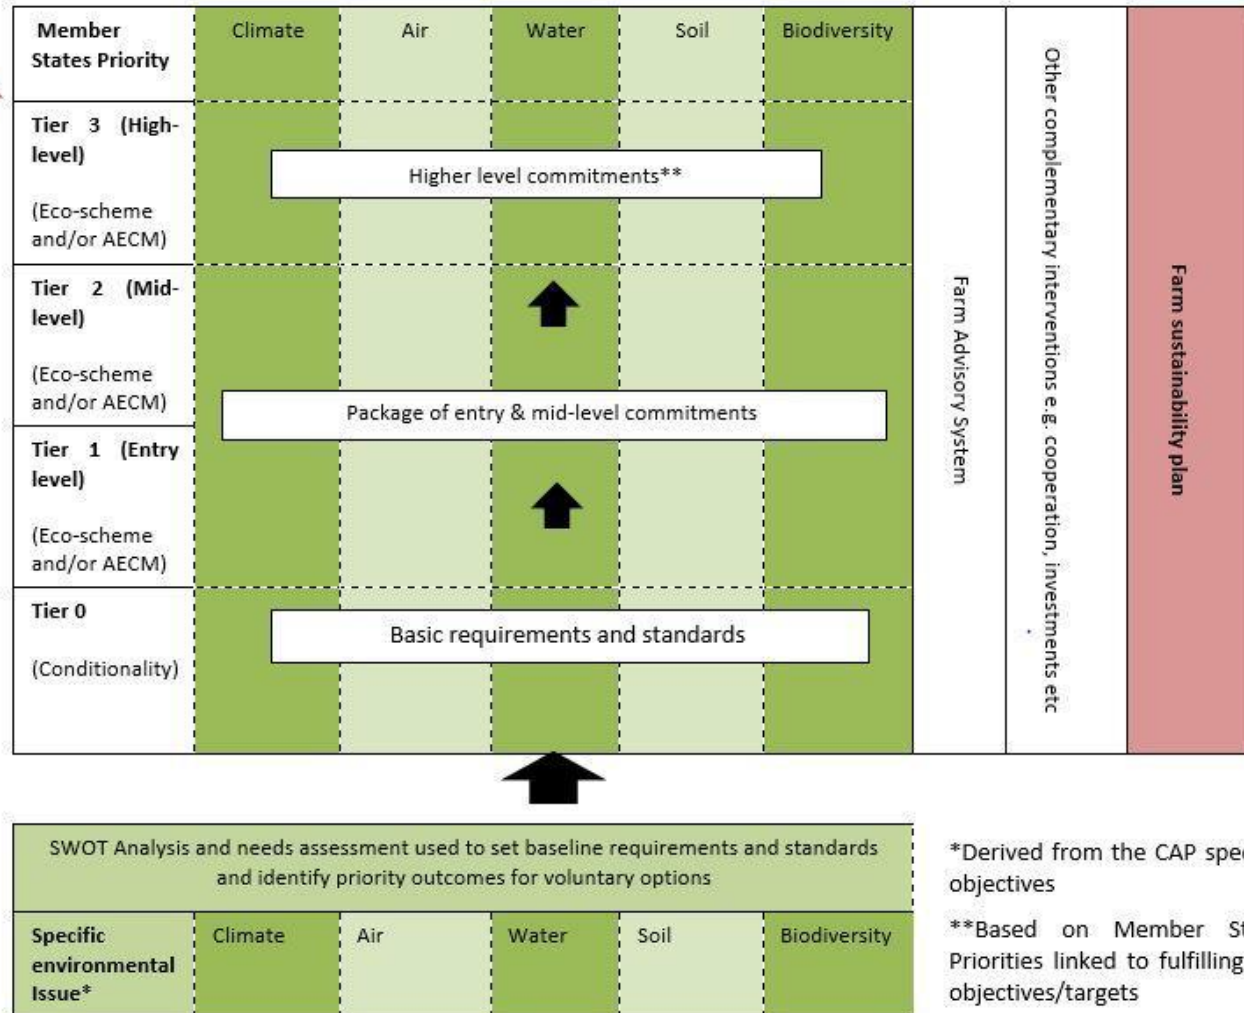 Member
States Priority
Climate
Air
Water
Soil
Biodiversity
Tier 3 (High-
level)
(Eco-scheme
and/or AECM)
Higher level commitments**
Tier 2 (Mid-
level)
(Eco-scheme
and/or AECM)
Package of entry & mid-level commitments
Tier 1 (Entry
level)
(Eco-scheme
and/or AECM)
Tier 0
(Conditionality)
Basic requirements and standards
Farm Advisory System
Other complementary interventions e.g. cooperation, investments etc
Farm sustainability plan
SWOT Analysis and needs assessment used to set baseline requirements and standards
and identify priority outcomes for voluntary options
Specific
environmental
Issue*
Climate
Air
Water
Soil
Biodiversity
*Derived from the CAP
objectives
**Based on Member
Priorities linked to fulfilling
objectives/targets